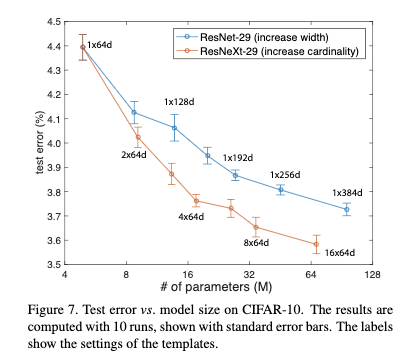 4.5
4.4
4.3
4.2
4.1
4.0
3.9
3.8
3.7
3.6
3.5
test error (%)
ResNet-29 (increase width)
ResNeXt-29 (increase cardinality)
1x64d
1x128d
2x64d
1x192d
1x256d
4x64d
1x384d
8x64d
16x64d
4 8 16 32 64 128
# of parameters (M)
Figure 7. Test error vs. model size on CIFAR-10. The results are
computed with 10 runs, shown with standard error bars. The labels
show the settings of the templates.